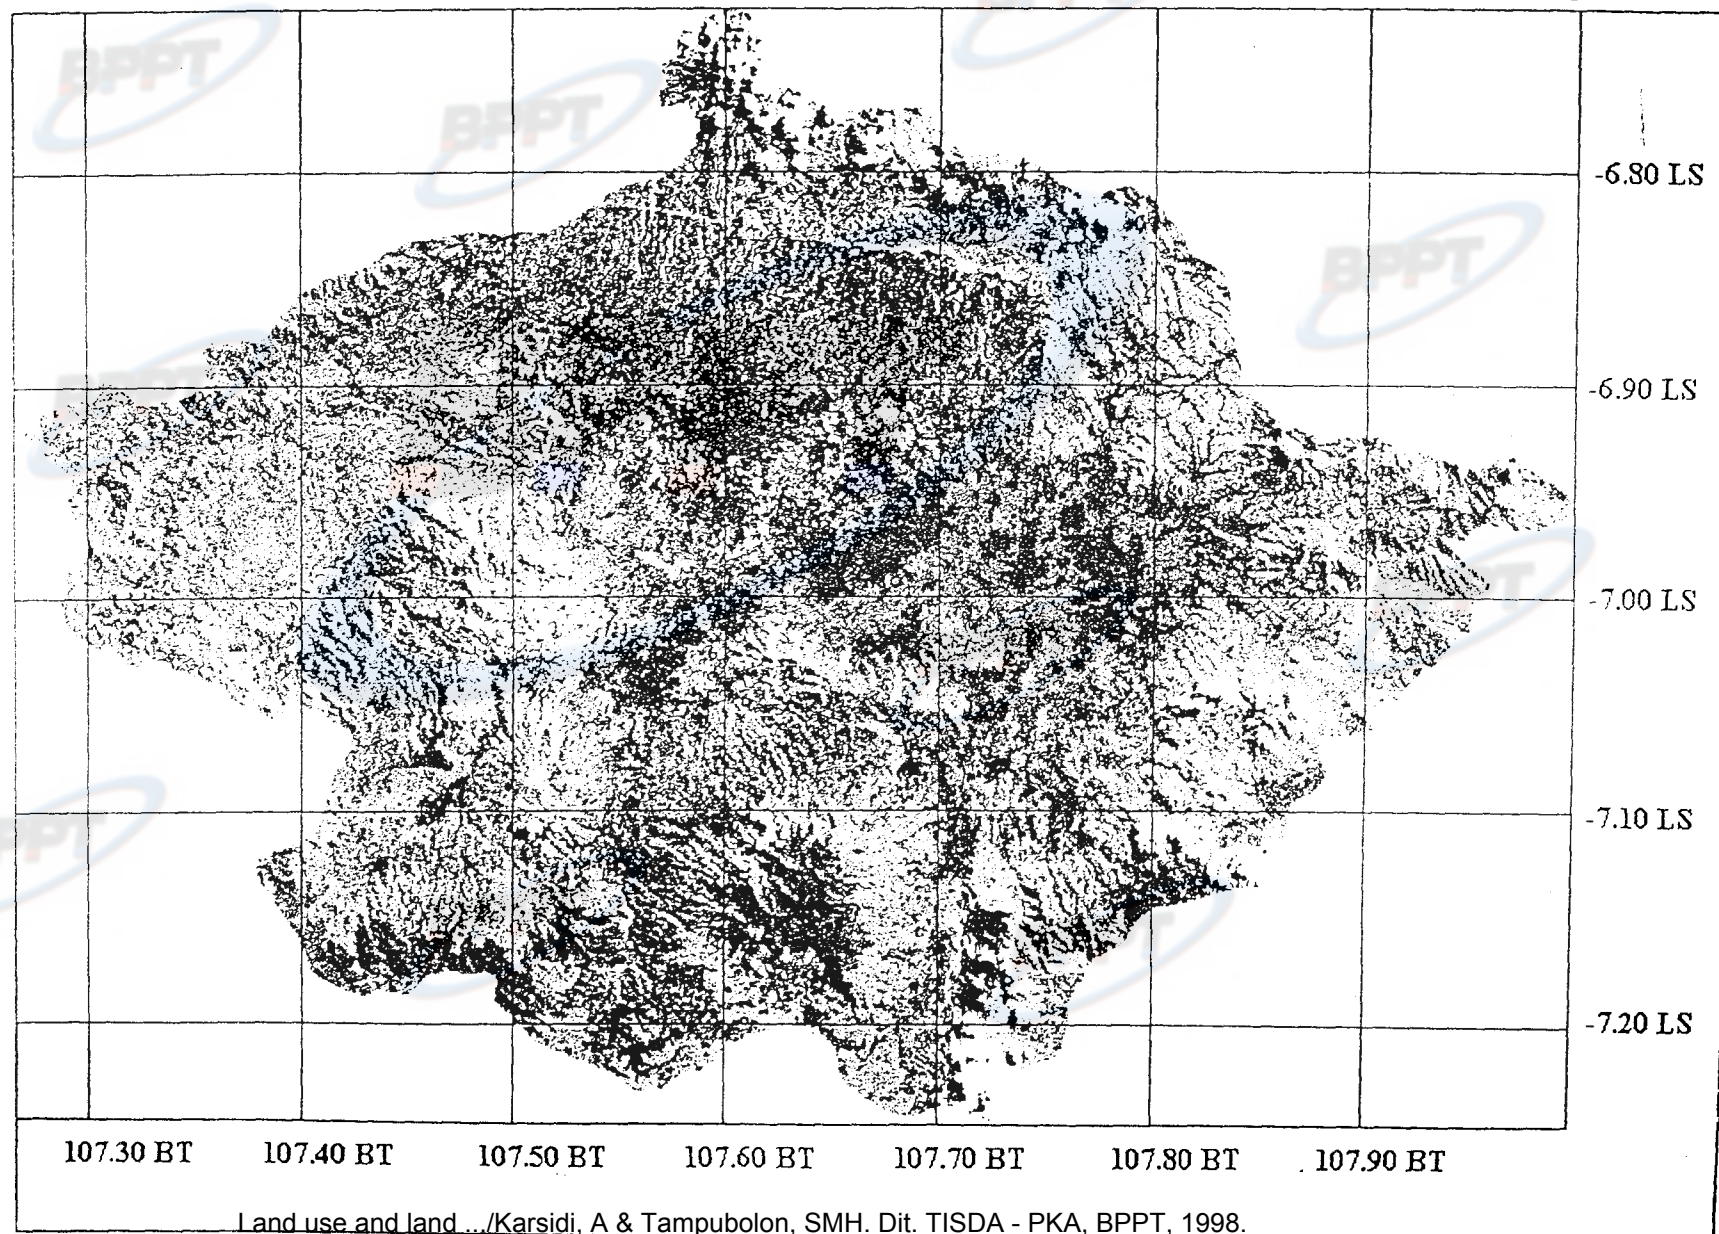 BPPT
BPPT
BPPT
-6.80 LS
-6.90 LS
-7.00 LS
-7.10 LS
-7.20 LS
107.30 BT 107.40 BT 107.50 BT 107.60 BT 107.70 BT 107.80 BT 107.90 BT
Land use and land .../Karsidi, A & Tampubolon, SMH. Dit. TISDA - PKA, BPPT, 1998.